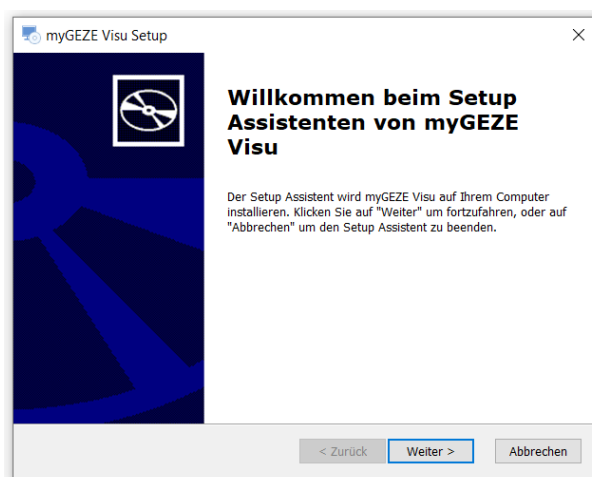 myGEZE Visu Setup
Willkommen beim Setup
Assistenten von myGEZE
Visu
Der Setup Assistent wird myGEZE Visu auf Ihrem Computer
installieren. Klicken Sie auf "Weiter" um fortzufahren, oder auf
"Abbrechen" um den Setup Assistent zu beenden.
< Zurück Weiter > Abbrechen